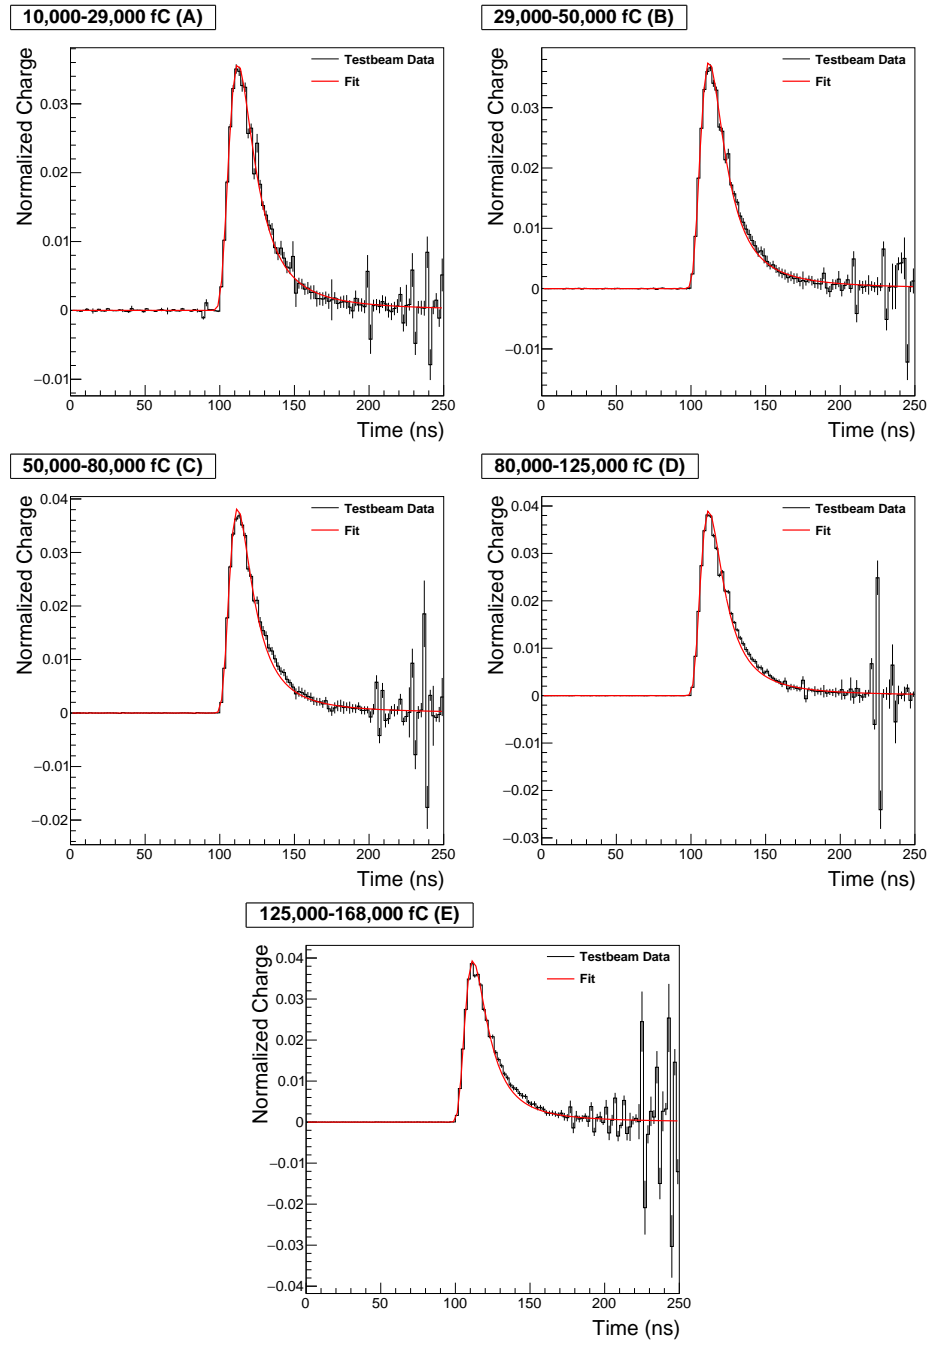 10,000-29,000 fC (A)
Normalized Charge
Testbeam Data
Fit
0.03
0.02
0.01
0
−0.01
0 50 100 150 200 250
Time (ns)
29,000-50,000 fC (B)
Normalized Charge
Testbeam Data
Fit
0.03
0.02
0.01
0
−0.01
0 50 100 150 200 250
Time (ns)
50,000-80,000 fC (C)
Normalized Charge
Testbeam Data
Fit
0.04
0.03
0.02
0.01
0
−0.01
−0.02
0 50 100 150 200 250
Time (ns)
80,000-125,000 fC (D)
Normalized Charge
Testbeam Data
Fit
0.04
0.03
0.02
0.01
0
−0.01
−0.02
−0.03
0 50 100 150 200 250
Time (ns)
125,000-168,000 fC (E)
Normalized Charge
Testbeam Data
Fit
0.04
0.03
0.02
0.01
0
−0.01
−0.02
−0.03
−0.04
0 50 100 150 200 250
Time (ns)